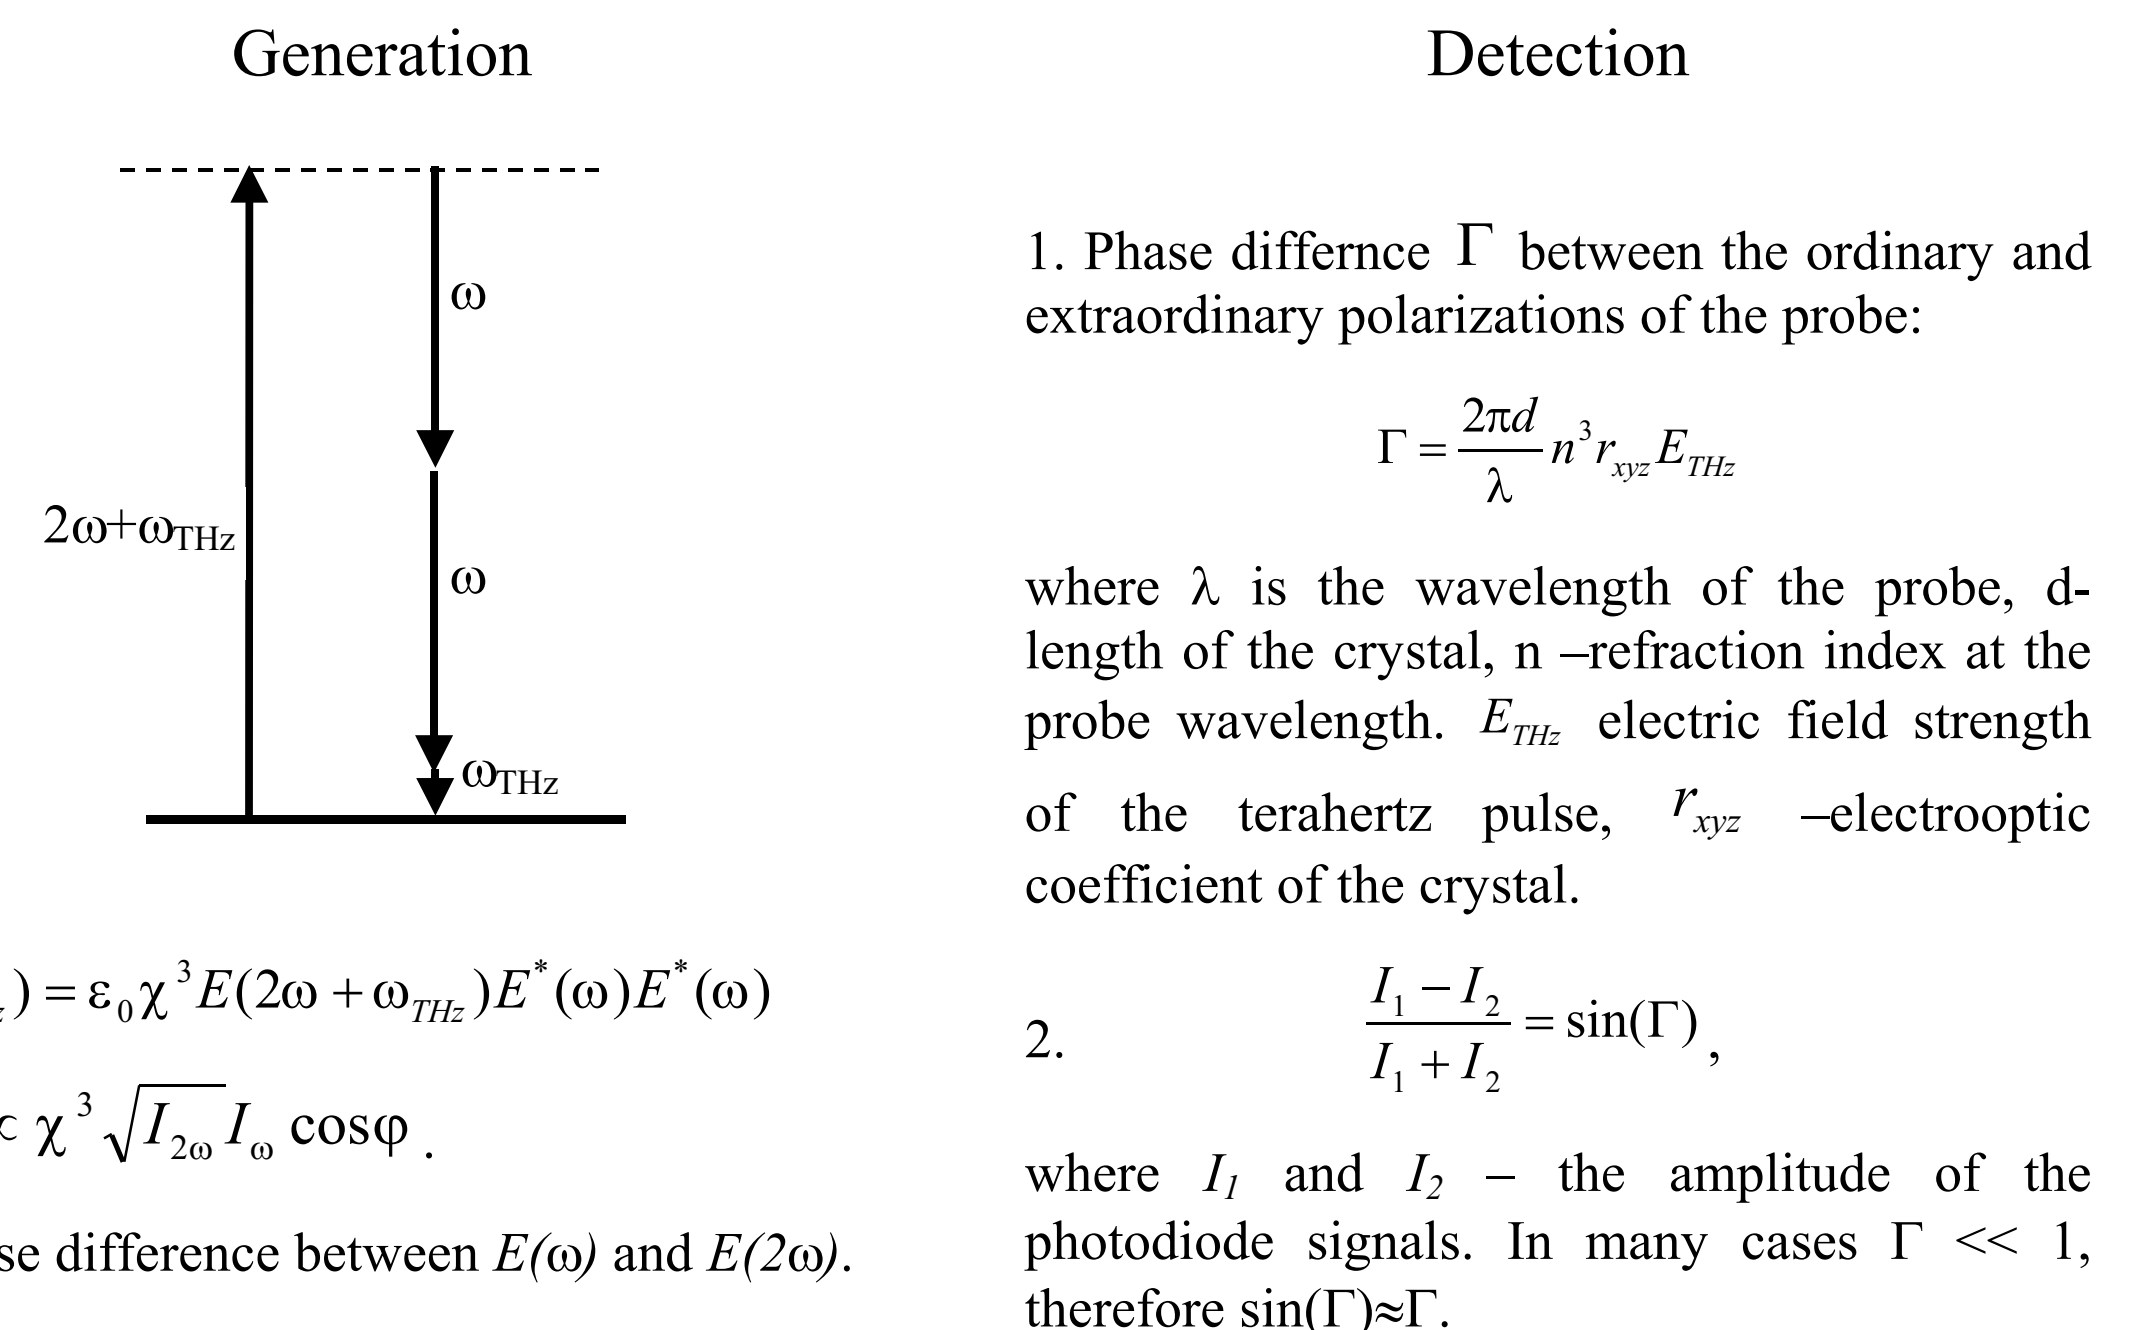 Generation
ω
2ω+ω_THz
ω
ω_THz
) = ε₀χ³E(2ω + ω_THz)E*(ω)E*(ω)
χ³√I_2ω I_ω cosφ .
se difference between E(ω) and E(2ω).
Detection
1. Phase differnce Γ between the ordinary and
extraordinary polarizations of the probe:
Γ = 2πd/λ n³r_xyz E_THz
where λ is the wavelength of the probe, d-
length of the crystal, n –refraction index at the
probe wavelength. E_THz electric field strength
of the terahertz pulse, r_xyz –electrooptic
coefficient of the crystal.
2. (I₁ − I₂)/(I₁ + I₂) = sin(Γ) ,
where I₁ and I₂ – the amplitude of the
photodiode signals. In many cases Γ << 1,
therefore sin(Γ)≈Γ.